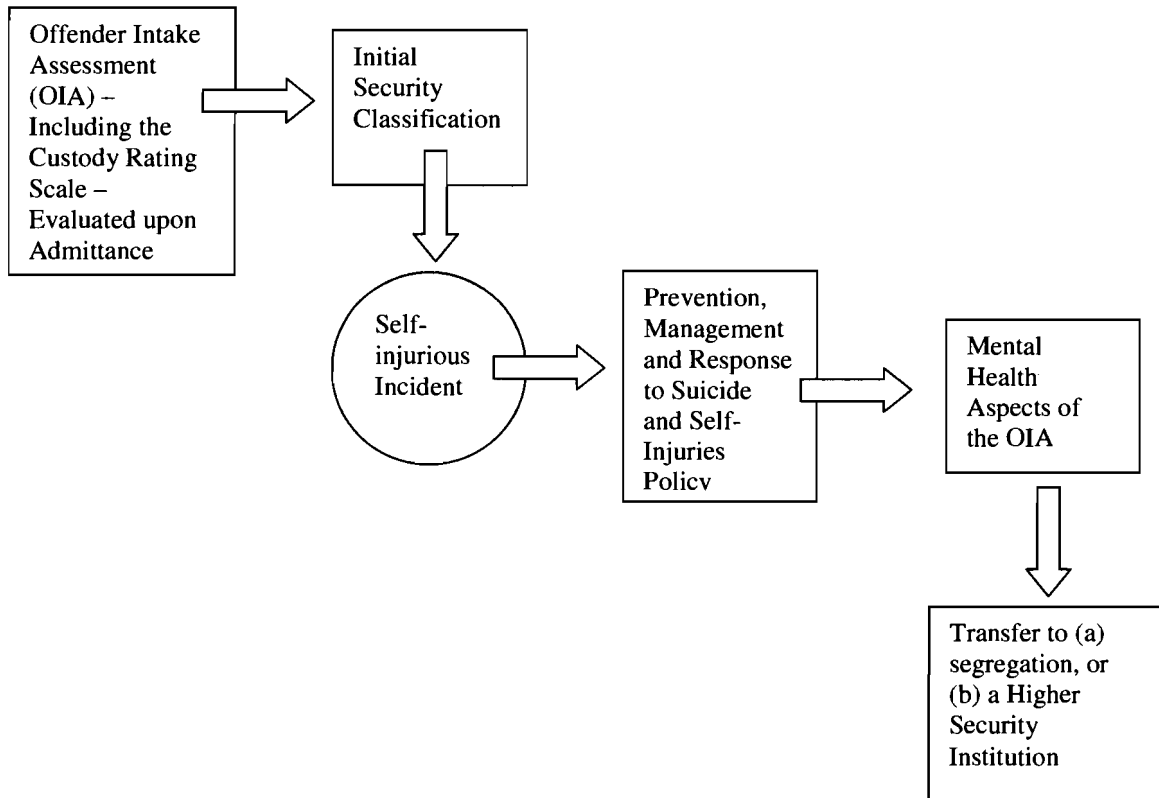 Offender Intake
Assessment
(OIA) –
Including the
Custody Rating
Scale –
Evaluated upon
Admittance
Initial
Security
Classification
Self-
injurious
Incident
Prevention,
Management
and Response
to Suicide
and Self-
Injuries
Policy
Mental
Health
Aspects of
the OIA
Transfer to (a)
segregation, or
(b) a Higher
Security
Institution